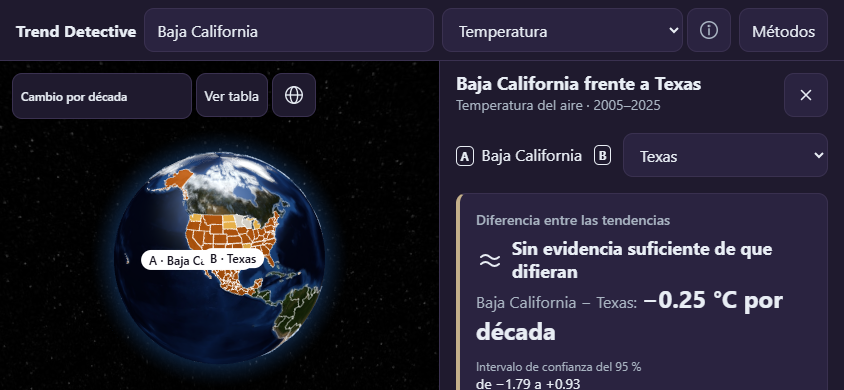 Trend Detective
Baja California
Temperatura
Métodos
Cambio por década
Ver tabla
A · Baja Ca
B · Texas
Baja California frente a Texas
Temperatura del aire · 2005–2025
A Baja California B Texas
Diferencia entre las tendencias
Sin evidencia suficiente de que
difieran
Baja California – Texas: −0.25 °C por
década
Intervalo de confianza del 95 %
de −1.79 a +0.93